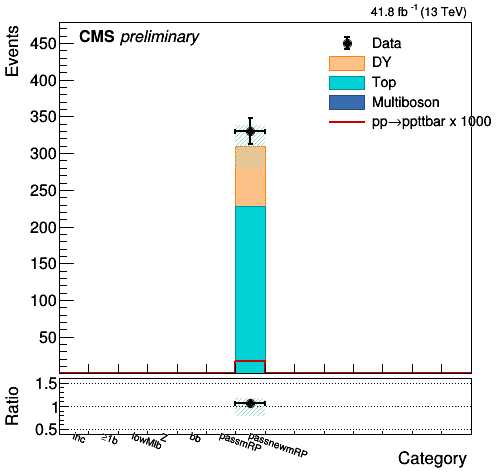 41.8 fb⁻¹ (13 TeV)
CMS preliminary
Events
450
400
350
300
250
200
150
100
50
Data
DY
Top
Multiboson
pp→ppttbar x 1000
Ratio
1.5
1
0.5
inc
≥1b
lowMlb
Z
bb
passmRP
passnewmRP
Category